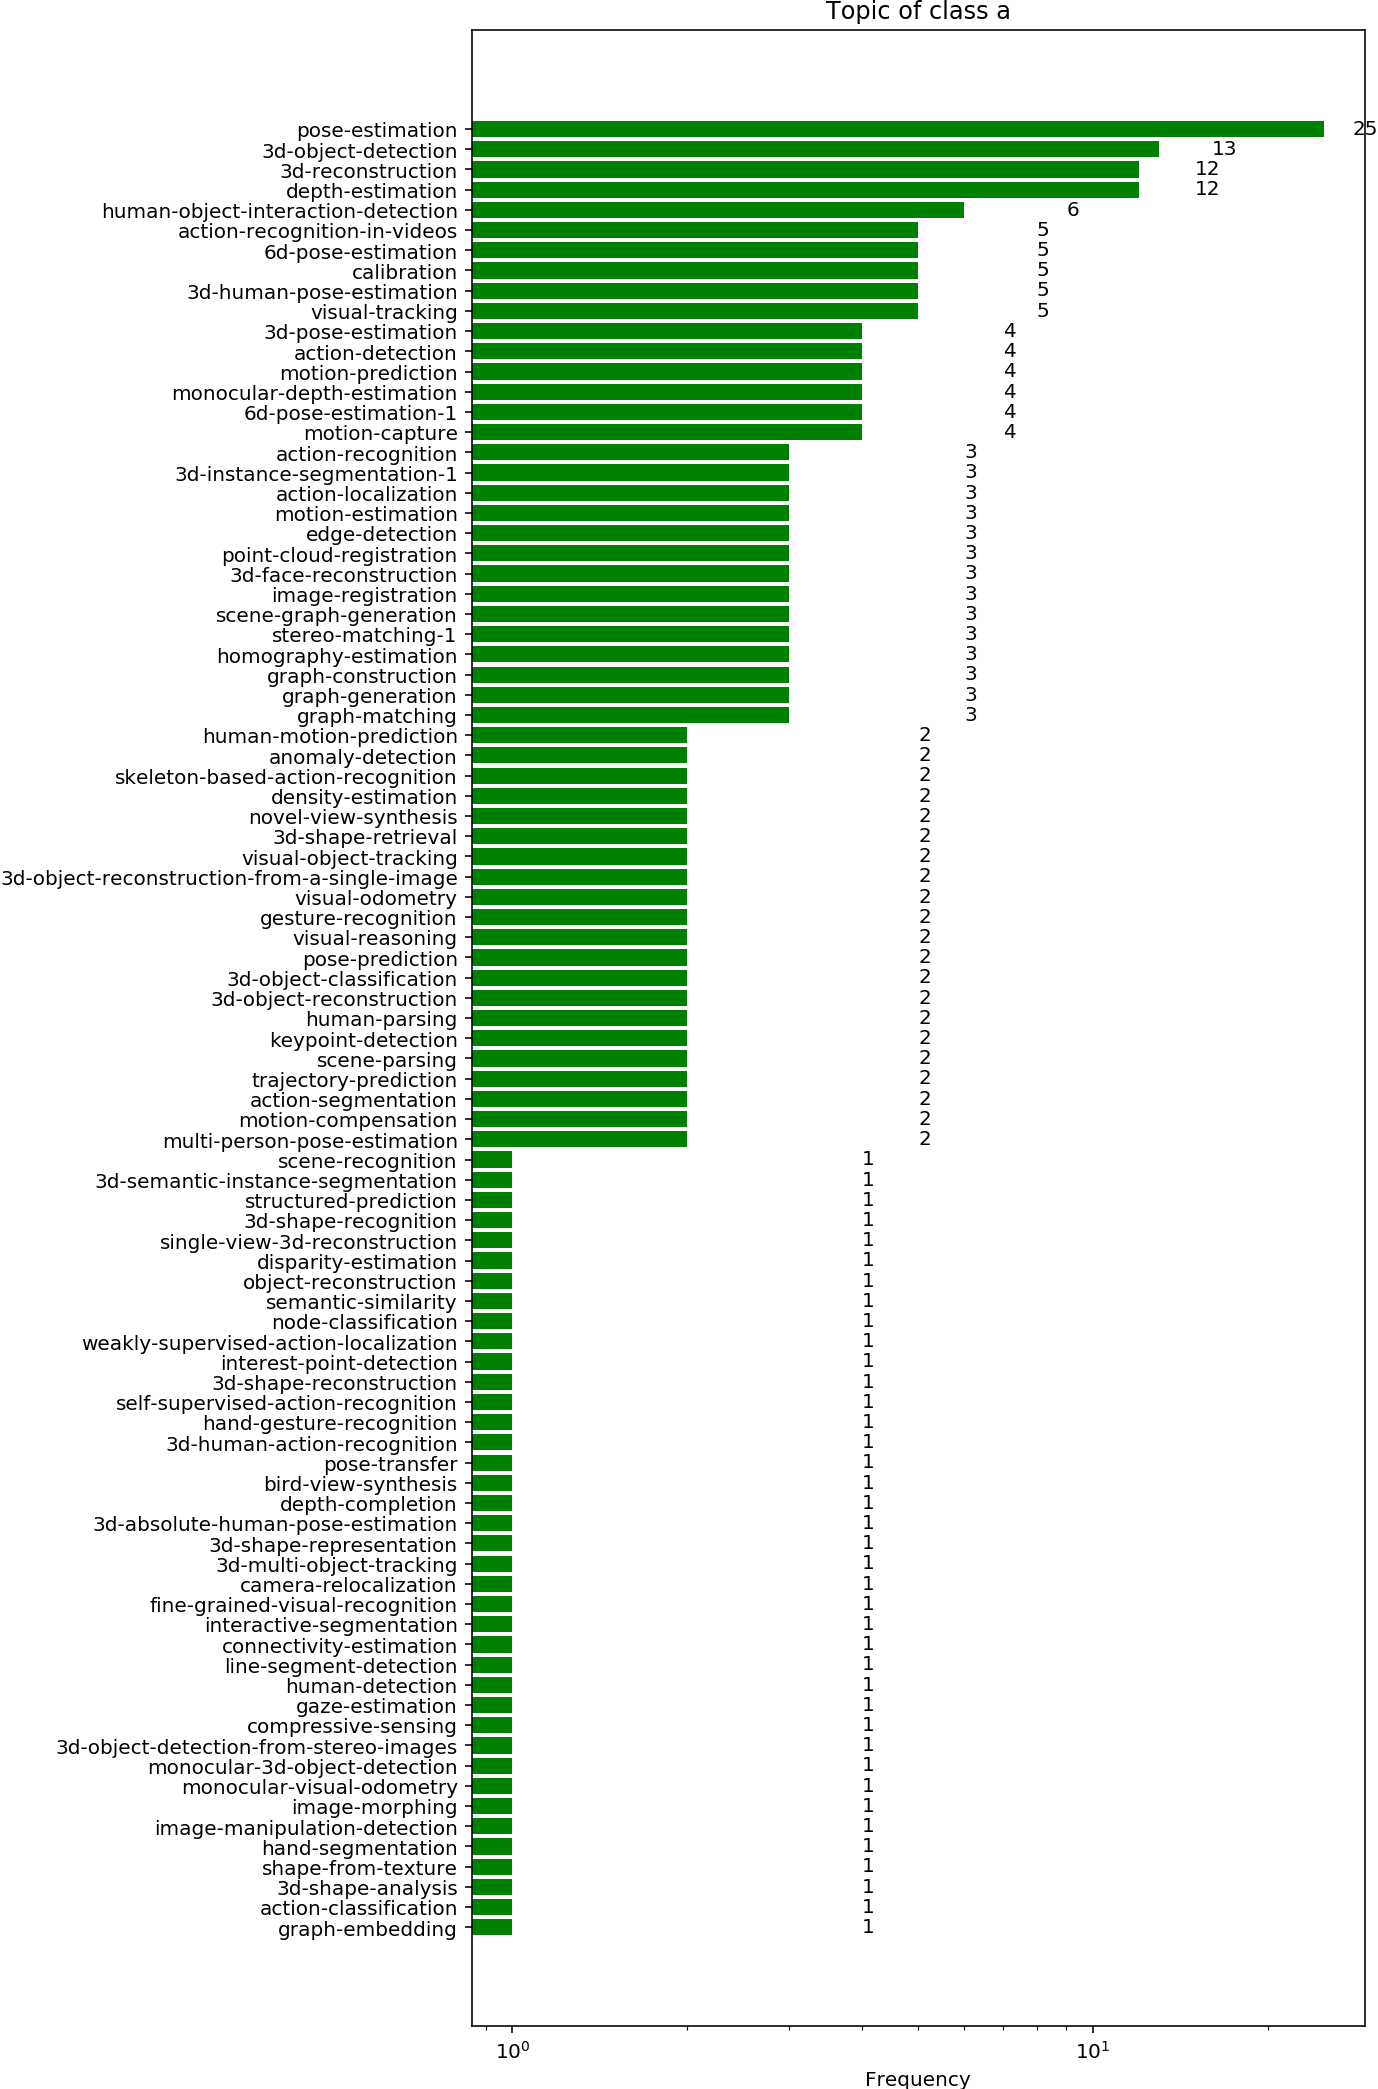 Topic of class a
pose-estimation 25
3d-object-detection 13
3d-reconstruction 12
depth-estimation 12
human-object-interaction-detection 6
action-recognition-in-videos 5
6d-pose-estimation 5
calibration 5
3d-human-pose-estimation 5
visual-tracking 5
3d-pose-estimation 4
action-detection 4
motion-prediction 4
monocular-depth-estimation 4
6d-pose-estimation-1 4
motion-capture 4
action-recognition 3
3d-instance-segmentation-1 3
action-localization 3
motion-estimation 3
edge-detection 3
point-cloud-registration 3
3d-face-reconstruction 3
image-registration 3
scene-graph-generation 3
stereo-matching-1 3
homography-estimation 3
graph-construction 3
graph-generation 3
graph-matching 3
human-motion-prediction 2
anomaly-detection 2
skeleton-based-action-recognition 2
density-estimation 2
novel-view-synthesis 2
3d-shape-retrieval 2
visual-object-tracking 2
3d-object-reconstruction-from-a-single-image 2
visual-odometry 2
gesture-recognition 2
visual-reasoning 2
pose-prediction 2
3d-object-classification 2
3d-object-reconstruction 2
human-parsing 2
keypoint-detection 2
scene-parsing 2
trajectory-prediction 2
action-segmentation 2
motion-compensation 2
multi-person-pose-estimation 2
scene-recognition 1
3d-semantic-instance-segmentation 1
structured-prediction 1
3d-shape-recognition 1
single-view-3d-reconstruction 1
disparity-estimation 1
object-reconstruction 1
semantic-similarity 1
node-classification 1
weakly-supervised-action-localization 1
interest-point-detection 1
3d-shape-reconstruction 1
self-supervised-action-recognition 1
hand-gesture-recognition 1
3d-human-action-recognition 1
pose-transfer 1
bird-view-synthesis 1
depth-completion 1
3d-absolute-human-pose-estimation 1
3d-shape-representation 1
3d-multi-object-tracking 1
camera-relocalization 1
fine-grained-visual-recognition 1
interactive-segmentation 1
connectivity-estimation 1
line-segment-detection 1
human-detection 1
gaze-estimation 1
compressive-sensing 1
3d-object-detection-from-stereo-images 1
monocular-3d-object-detection 1
monocular-visual-odometry 1
image-morphing 1
image-manipulation-detection 1
hand-segmentation 1
shape-from-texture 1
3d-shape-analysis 1
action-classification 1
graph-embedding 1
10⁰ 10¹
Frequency